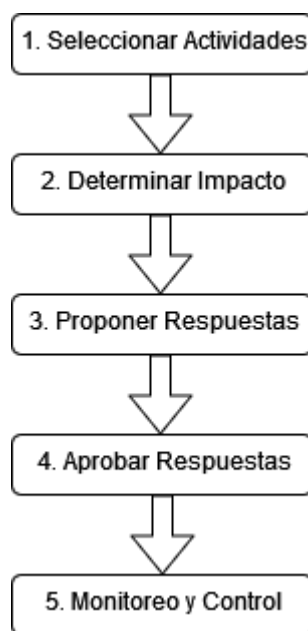 1. Seleccionar Actividades
2. Determinar Impacto
3. Proponer Respuestas
4. Aprobar Respuestas
5. Monitoreo y Control